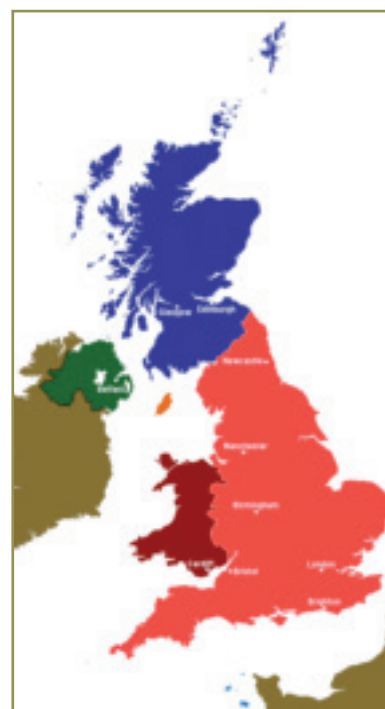 Glasgow
Edinburgh
Newcastle
Belfast
Manchester
Birmingham
Cardiff
Bristol
London
Brighton